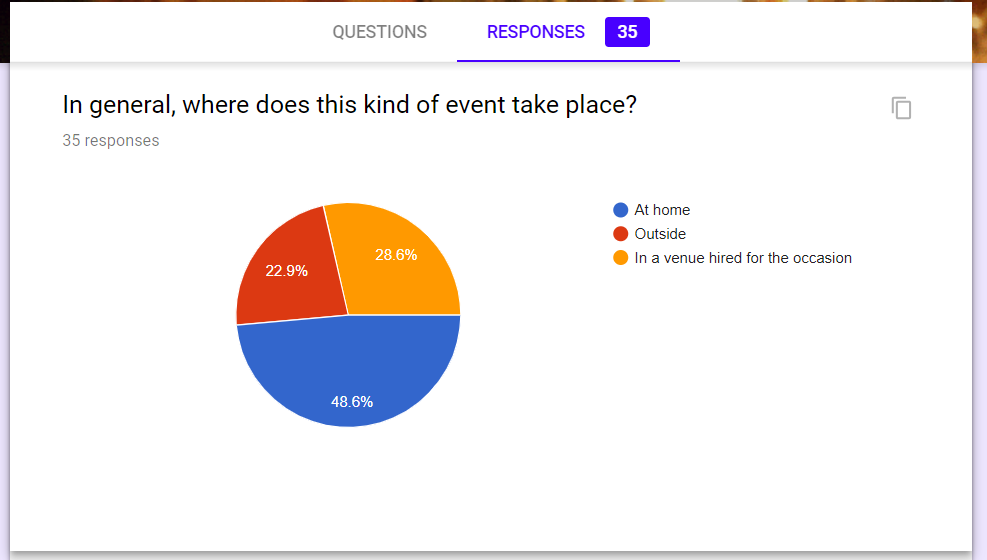 QUESTIONS RESPONSES 35
In general, where does this kind of event take place?
35 responses
At home
Outside
In a venue hired for the occasion
28.6%
22.9%
48.6%